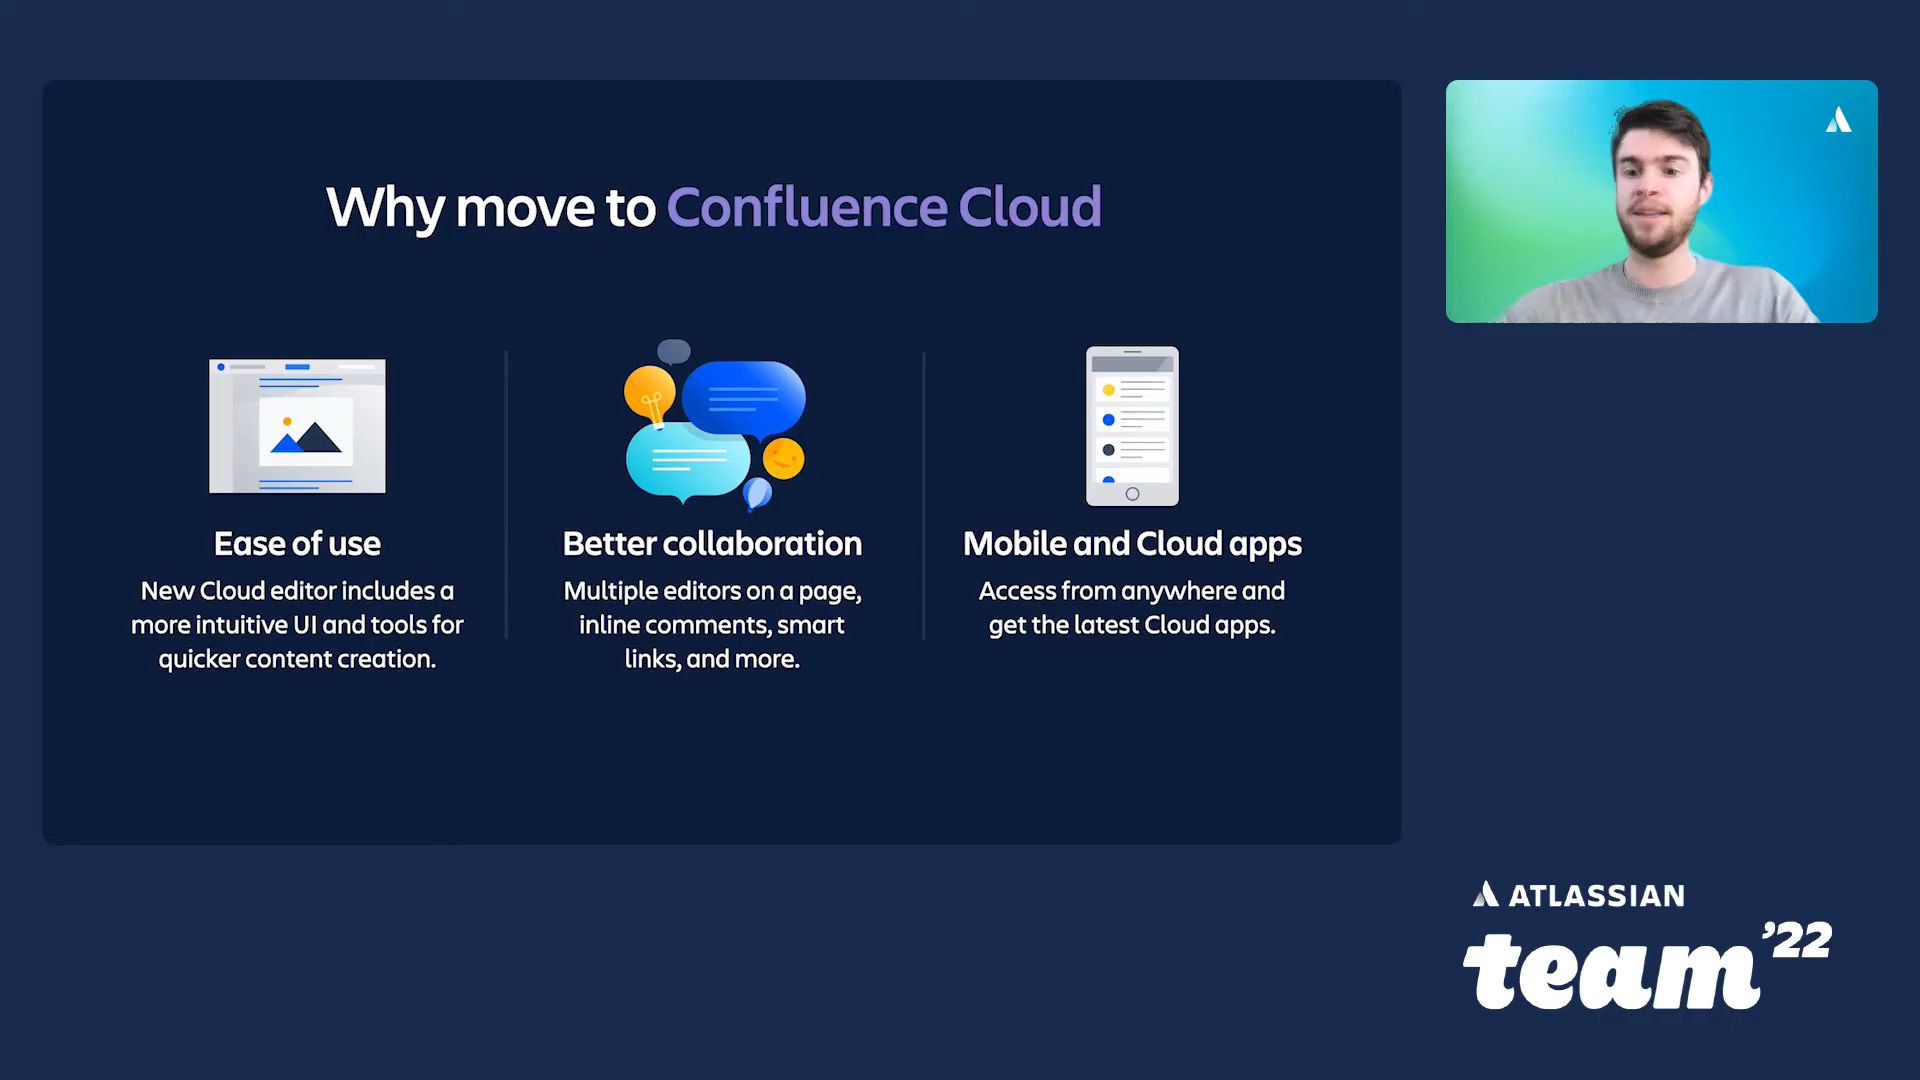 Why move to Confluence Cloud
Ease of use
New Cloud editor includes a
more intuitive UI and tools for
quicker content creation.
Better collaboration
Multiple editors on a page,
inline comments, smart
links, and more.
Mobile and Cloud apps
Access from anywhere and
get the latest Cloud apps.
ATLASSIAN
team '22